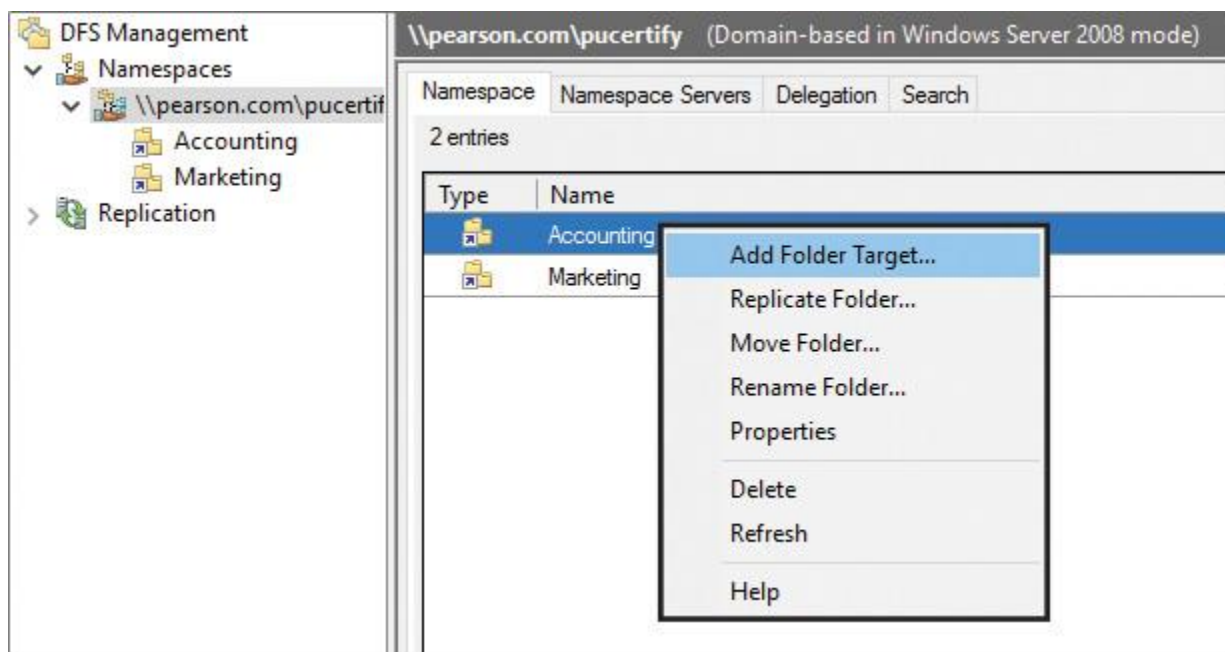 DFS Management
Namespaces
\\pearson.com\pucertif
Accounting
Marketing
Replication
\\pearson.com\pucertify (Domain-based in Windows Server 2008 mode)
Namespace Namespace Servers Delegation Search
2 entries
Type Name
Accounting
Marketing
Add Folder Target...
Replicate Folder...
Move Folder...
Rename Folder...
Properties
Delete
Refresh
Help